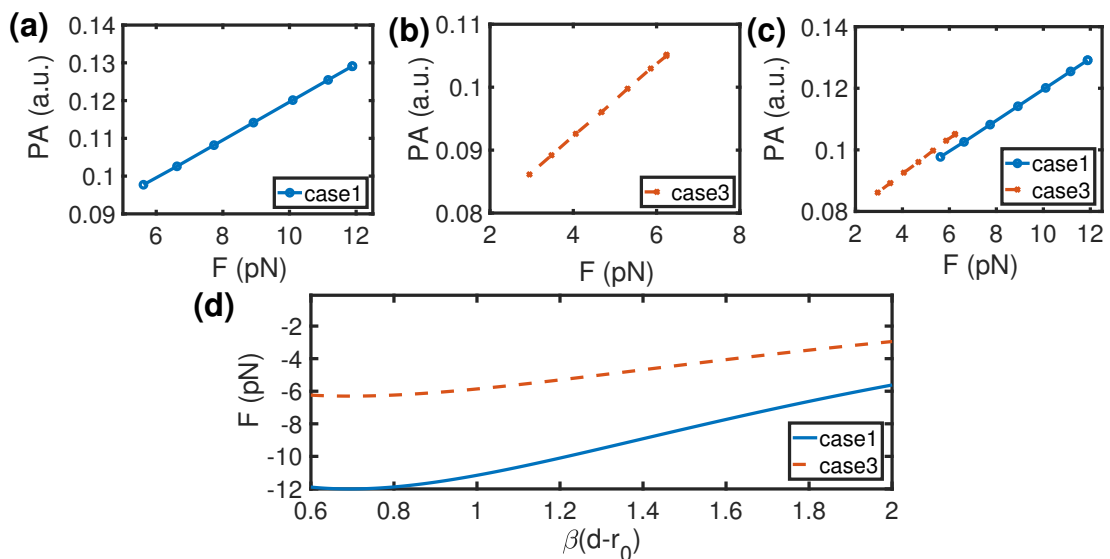 (a)
PA (a.u.)
0.14
0.13
0.12
0.11
0.1
0.09
6 8 10 12
F (pN)
case1
(b)
PA (a.u.)
0.11
0.1
0.09
0.08
2 4 6 8
F (pN)
case3
(c)
PA (a.u.)
0.14
0.12
0.1
0.08
2 4 6 8 10 12
F (pN)
case1
case3
(d)
F (pN)
-2
-4
-6
-8
-10
-12
0.6 0.8 1 1.2 1.4 1.6 1.8 2
β(d-r0)
case1
case3